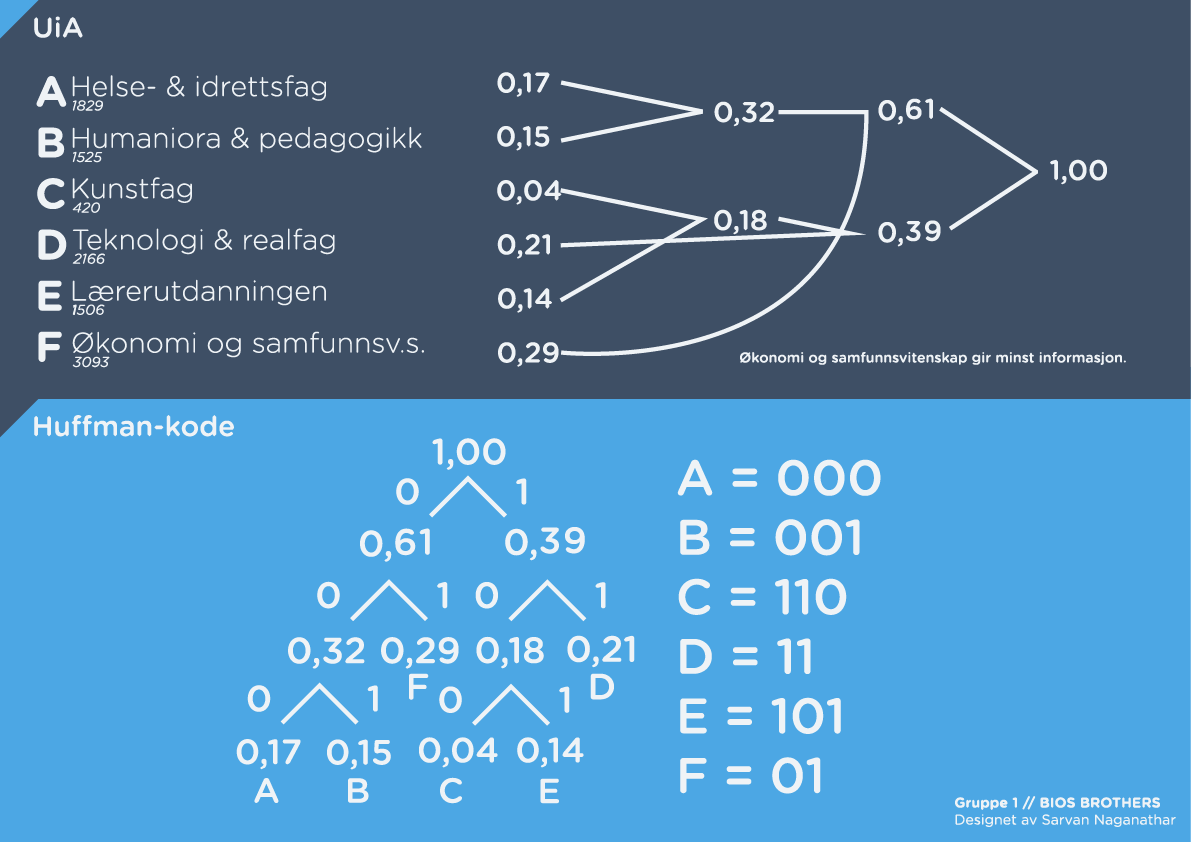 UiA
A Helse- & idrettsfag
1829
B Humaniora & pedagogikk
1525
C Kunstfag
420
D Teknologi & realfag
2166
E Lærerutdanningen
1506
F Økonomi og samfunnsv.s.
3093
0,17
0,15
0,04
0,21
0,14
0,29
0,32
0,18
0,61
0,39
1,00
Økonomi og samfunnsvitenskap gir minst informasjon.
Huffman-kode
1,00
0 1
0,61 0,39
0 1 0 1
0,32 0,29 0,18 0,21
F D
0 1 0 1
0,17 0,15 0,04 0,14
A B C E
A = 000
B = 001
C = 110
D = 11
E = 101
F = 01
Gruppe 1 // BIOS BROTHERS
Designet av Sarvan Naganathar